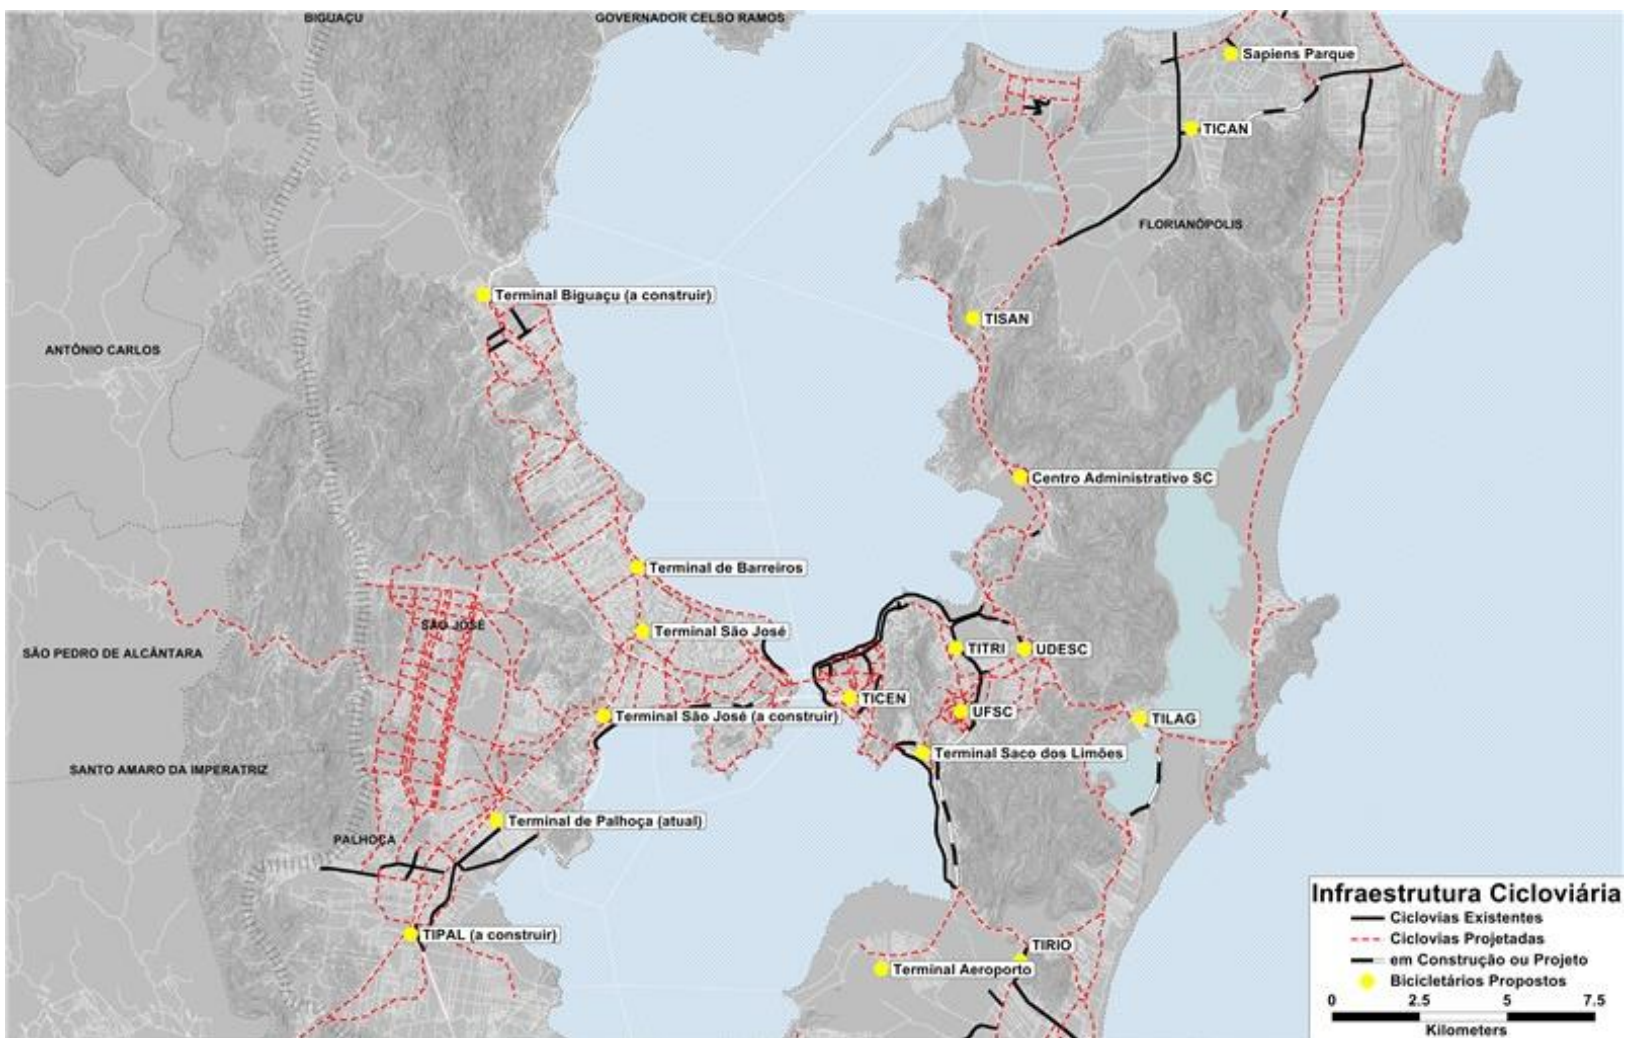 BIGUAÇU
GOVERNADOR CELSO RAMOS
Sapiens Parque
TICAN
FLORIANÓPOLIS
Terminal Biguaçu (a construir)
TISAN
ANTÔNIO CARLOS
Centro Administrativo SC
Terminal de Barreiros
SÃO JOSÉ
Terminal São José
SÃO PEDRO DE ALCÂNTARA
TITRI
UDESC
TICEN
UFSC
TILAG
Terminal São José (a construir)
Terminal Saco dos Limões
SANTO AMARO DA IMPERATRIZ
Terminal de Palhoça (atual)
PALHOÇA
TIPAL (a construir)
TIRIO
Terminal Aeroporto
Infraestrutura Cicloviária
Ciclovias Existentes
Ciclovias Projetadas
em Construção ou Projeto
Bicicletários Propostos
0 2.5 5 7.5
Kilometers